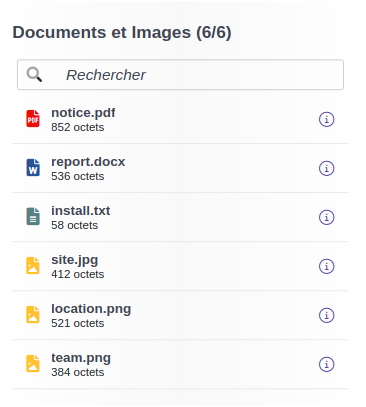 Documents et Images (6/6)
Rechercher
notice.pdf
852 octets
report.docx
536 octets
install.txt
58 octets
site.jpg
412 octets
location.png
521 octets
team.png
384 octets